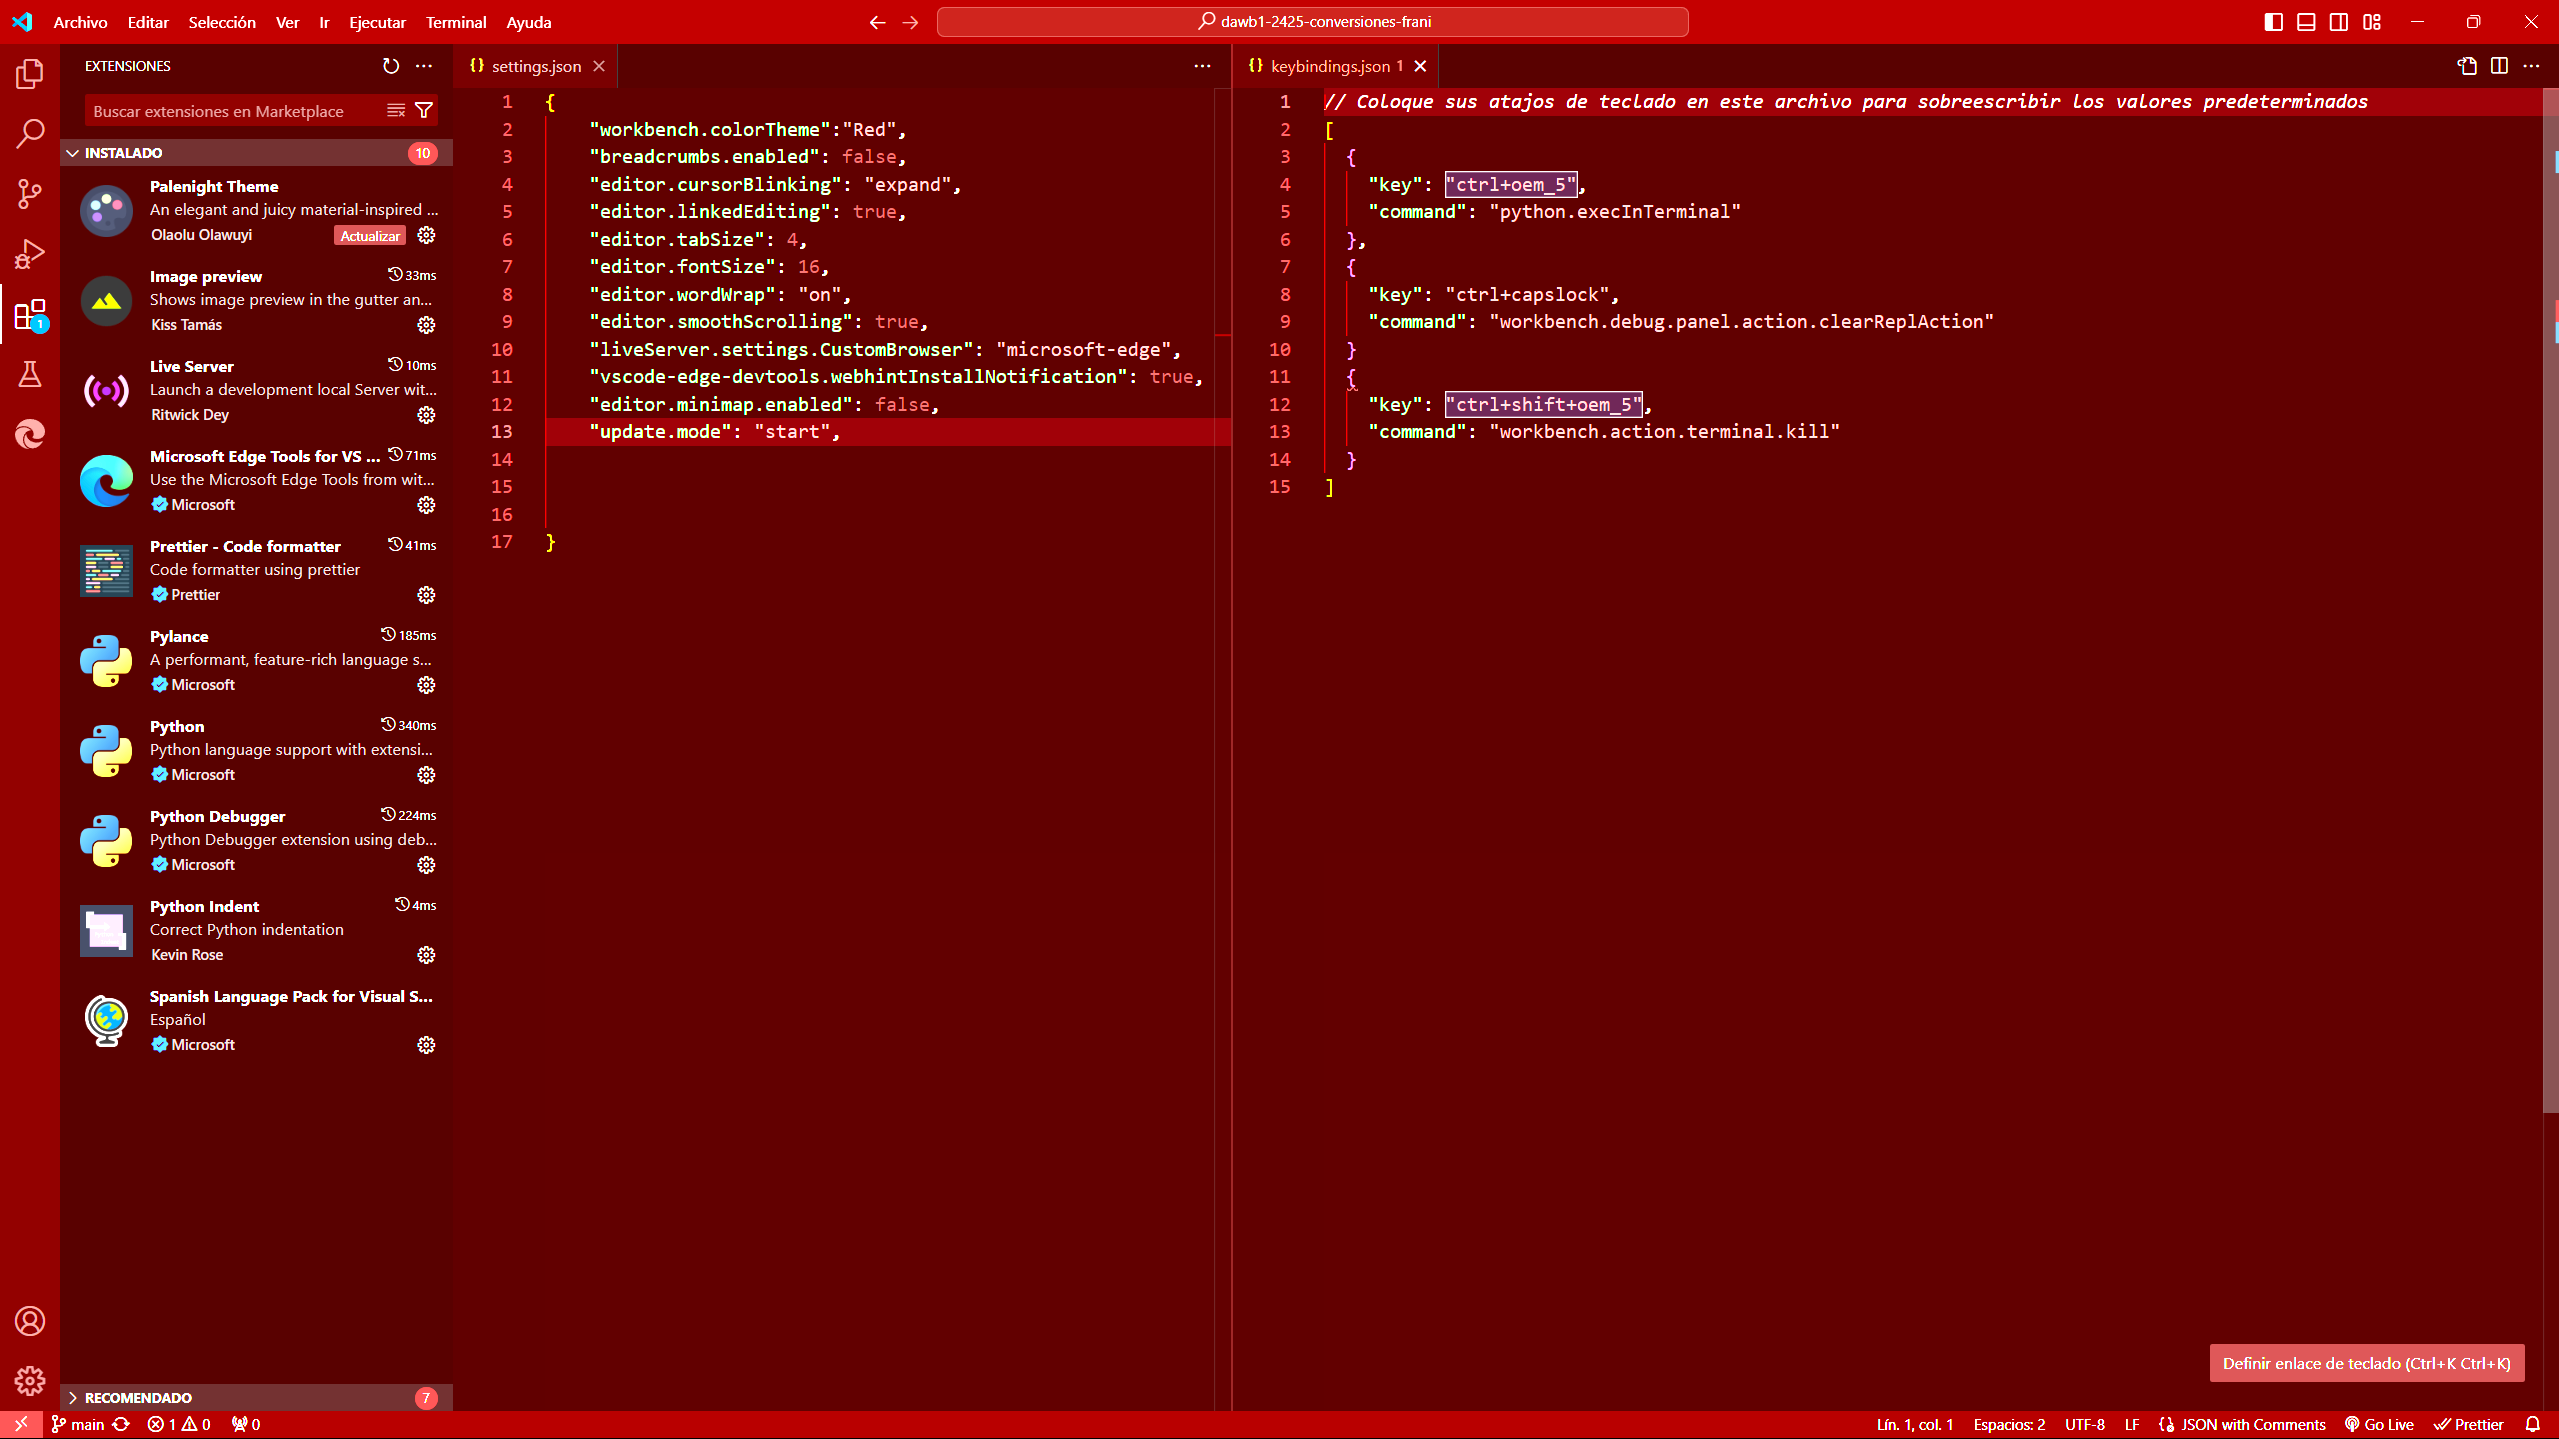 Archivo Editar Selección Ver Ir Ejecutar Terminal Ayuda
dawb1-2425-conversiones-frani
EXTENSIONES
Buscar extensiones en Marketplace
INSTALADO 10
Palenight Theme
An elegant and juicy material-inspired ...
Olaolu Olawuyi Actualizar
Image preview 33ms
Shows image preview in the gutter an...
Kiss Tamás
Live Server 10ms
Launch a development local Server wit...
Ritwick Dey
1
Microsoft Edge Tools for VS ... 71ms
Use the Microsoft Edge Tools from wit...
Microsoft
Prettier - Code formatter 41ms
Code formatter using prettier
Prettier
Pylance 185ms
A performant, feature-rich language s...
Microsoft
Python 340ms
Python language support with extensi...
Microsoft
Python Debugger 224ms
Python Debugger extension using deb...
Microsoft
Python Indent 4ms
Correct Python indentation
Kevin Rose
Spanish Language Pack for Visual S...
Español
Microsoft
RECOMENDADO 7
{} settings.json
1 {
2 "workbench.colorTheme":"Red",
3 "breadcrumbs.enabled": false,
4 "editor.cursorBlinking": "expand",
5 "editor.linkedEditing": true,
6 "editor.tabSize": 4,
7 "editor.fontSize": 16,
8 "editor.wordWrap": "on",
9 "editor.smoothScrolling": true,
10 "liveServer.settings.CustomBrowser": "microsoft-edge",
11 "vscode-edge-devtools.webhintInstallNotification": true,
12 "editor.minimap.enabled": false,
13 "update.mode": "start",
14
15
16
17 }
{} keybindings.json 1
1 // Coloque sus atajos de teclado en este archivo para sobreescribir los valores predeterminados
2 [
3 {
4 "key": "ctrl+oem_5",
5 "command": "python.execInTerminal"
6 },
7 {
8 "key": "ctrl+capslock",
9 "command": "workbench.debug.panel.action.clearReplAction"
10 }
11 {
12 "key": "ctrl+shift+oem_5",
13 "command": "workbench.action.terminal.kill"
14 }
15 ]
Definir enlace de teclado (Ctrl+K Ctrl+K)
main 1 0 0 Lín. 1, col. 1 Espacios: 2 UTF-8 LF JSON with Comments Go Live Prettier